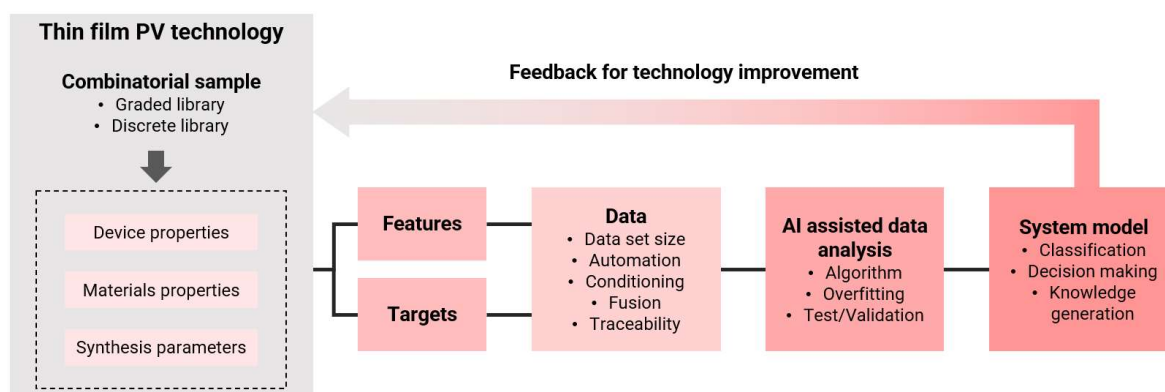 Thin film PV technology
Combinatorial sample
• Graded library
• Discrete library
Device properties
Materials properties
Synthesis parameters
Feedback for technology improvement
Features
Targets
Data
• Data set size
• Automation
• Conditioning
• Fusion
• Traceability
AI assisted data
analysis
• Algorithm
• Overfitting
• Test/Validation
System model
• Classification
• Decision making
• Knowledge
generation